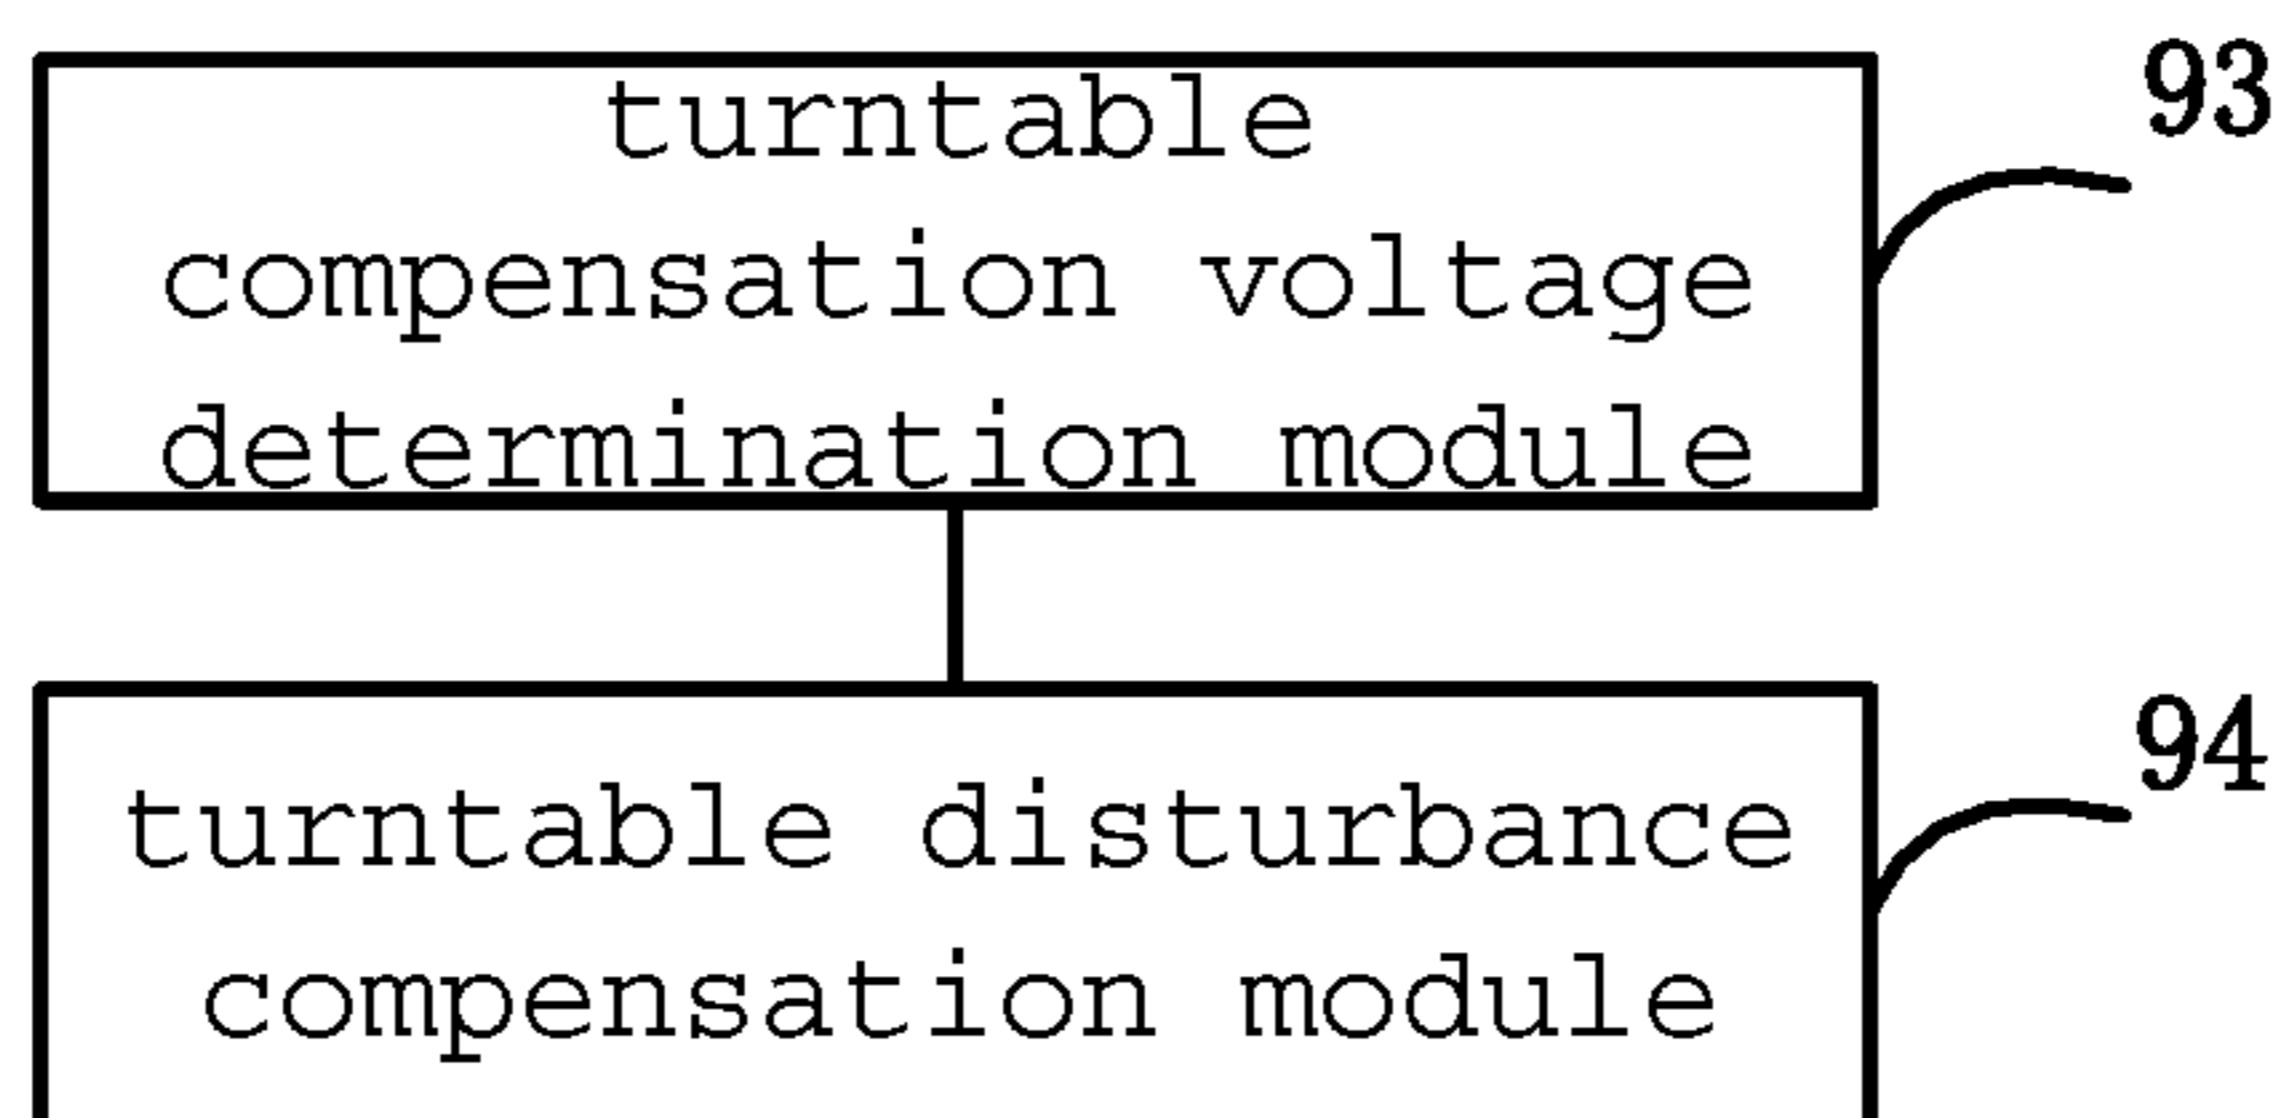 turntable
compensation voltage
determination module
93
turntable disturbance
compensation module
94